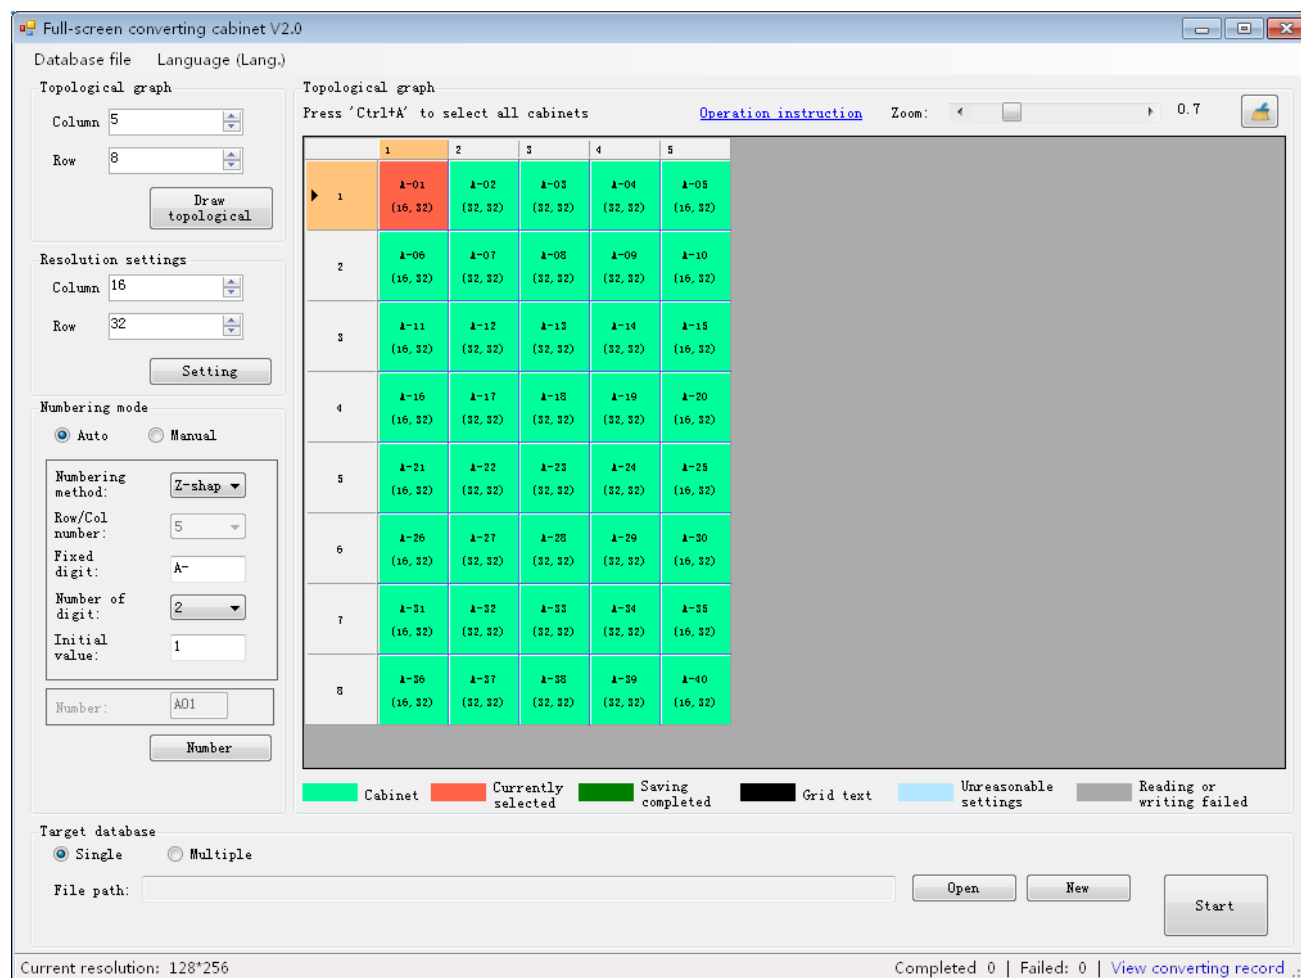 Full-screen converting cabinet V2.0
Database file Language (Lang.)
Topological graph
Column 5
Row 8
Draw
topological
Resolution settings
Column 16
Row 32
Setting
Numbering mode
Auto Manual
Numbering
method: Z-shap
Row/Col
number: 5
Fixed
digit: A-
Number of
digit: 2
Initial
value: 1
Number: A01
Number
Topological graph
Press 'Ctrl+A' to select all cabinets Operation instruction Zoom: 0.7
1 2 3 4 5
1 A-01 A-02 A-03 A-04 A-05
(16, 32) (32, 32) (32, 32) (32, 32) (16, 32)
2 A-06 A-07 A-08 A-09 A-10
(16, 32) (32, 32) (32, 32) (32, 32) (16, 32)
3 A-11 A-12 A-13 A-14 A-15
(16, 32) (32, 32) (32, 32) (32, 32) (16, 32)
4 A-16 A-17 A-18 A-19 A-20
(16, 32) (32, 32) (32, 32) (32, 32) (16, 32)
5 A-21 A-22 A-23 A-24 A-25
(16, 32) (32, 32) (32, 32) (32, 32) (16, 32)
6 A-26 A-27 A-28 A-29 A-30
(16, 32) (32, 32) (32, 32) (32, 32) (16, 32)
7 A-31 A-32 A-33 A-34 A-35
(16, 32) (32, 32) (32, 32) (32, 32) (16, 32)
8 A-36 A-37 A-38 A-39 A-40
(16, 32) (32, 32) (32, 32) (32, 32) (16, 32)
Cabinet
Currently
selected
Saving
completed
Grid text
Unreasonable
settings
Reading or
writing failed
Target database
Single Multiple
File path: Open New
Start
Current resolution: 128*256 Completed 0 | Failed: 0 | View converting record